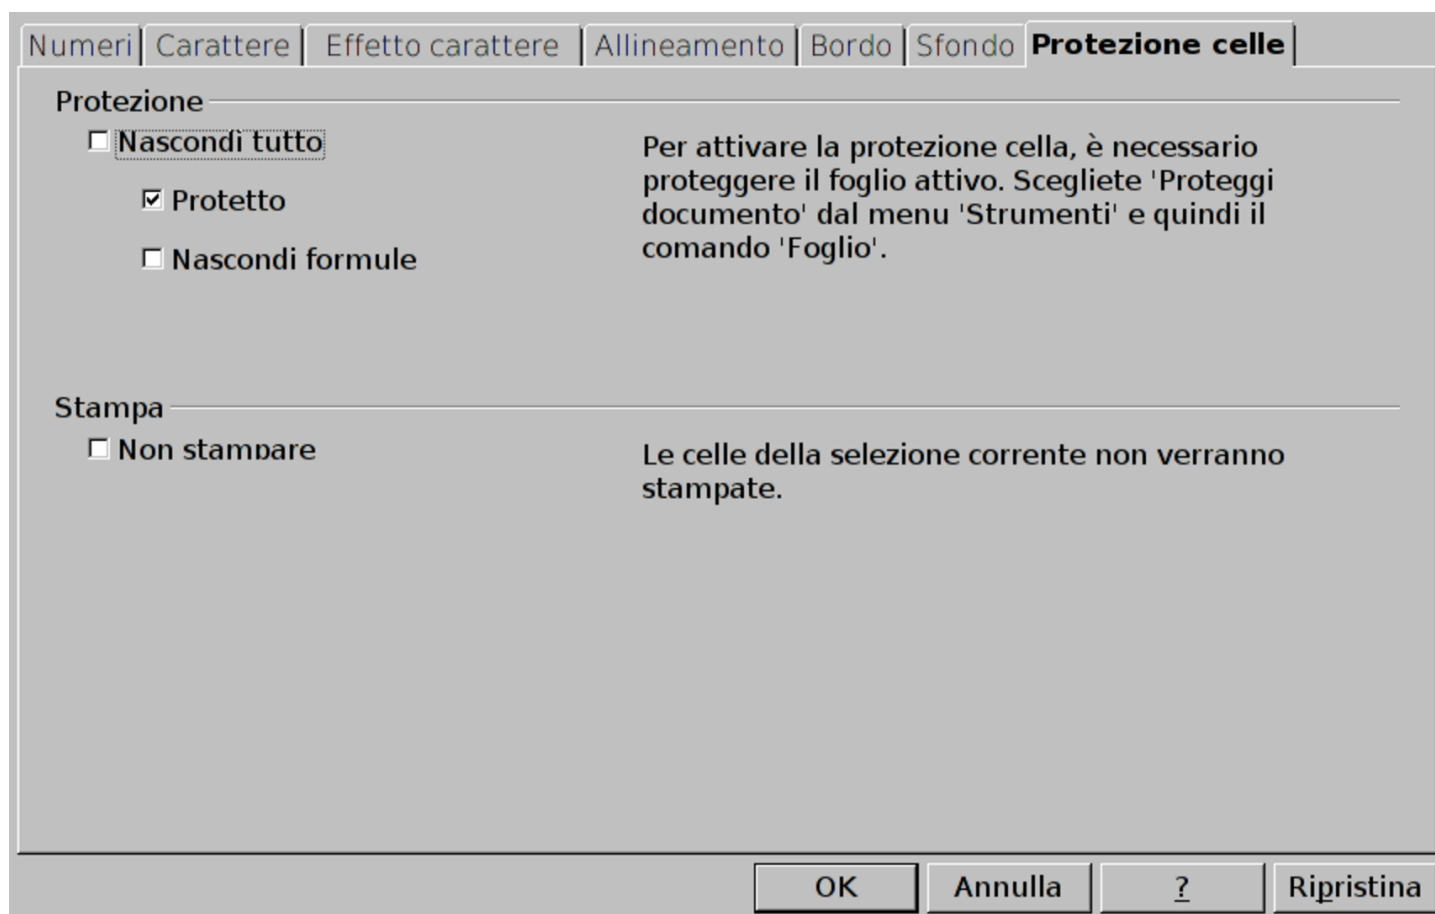 Numeri Carattere Effetto carattere Allineamento Bordo Sfondo Protezione celle
Protezione
Nascondi tutto
Protetto
Nascondi formule
Per attivare la protezione cella, è necessario
proteggere il foglio attivo. Scegliete 'Proteggi
documento' dal menu 'Strumenti' e quindi il
comando 'Foglio'.
Stampa
Non stampare
Le celle della selezione corrente non verranno
stampate.
OK Annulla ? Ripristina